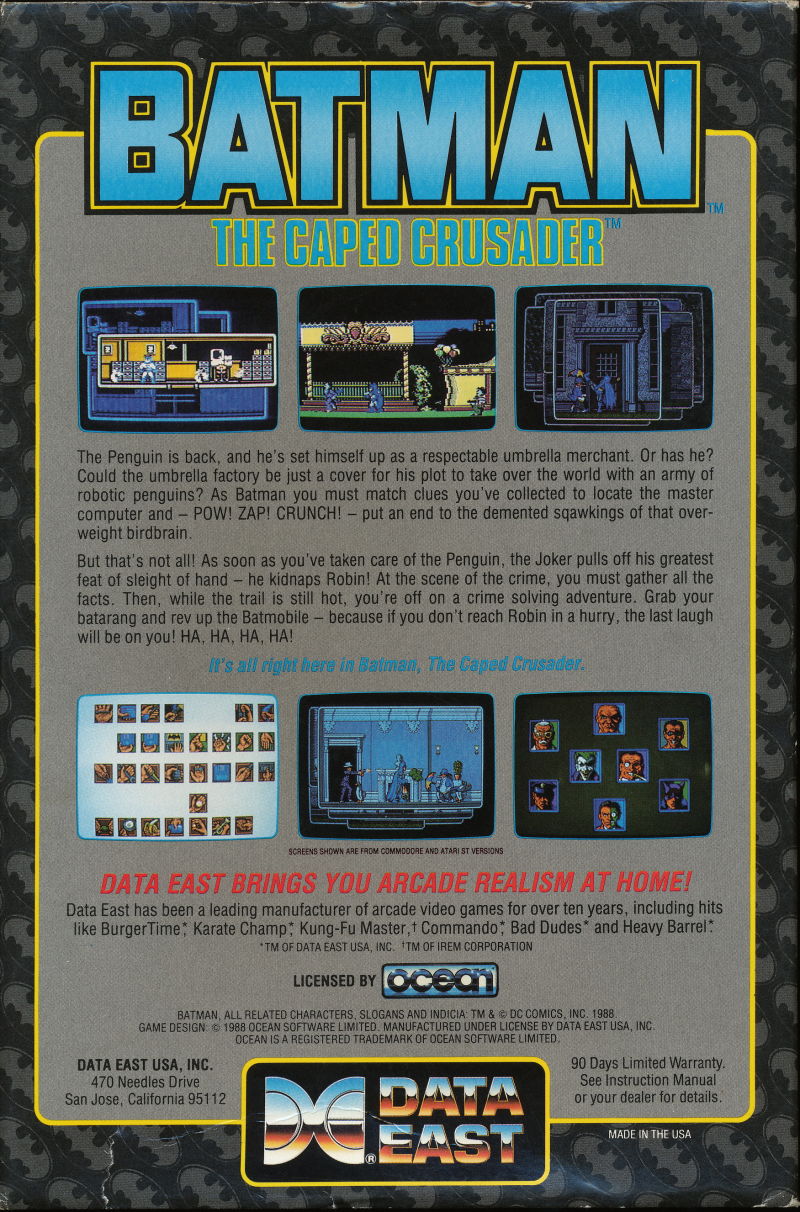 BATMAN TM
THE CAPED CRUSADER TM
The Penguin is back, and he's set himself up as a respectable umbrella merchant. Or has he?
Could the umbrella factory be just a cover for his plot to take over the world with an army of
robotic penguins? As Batman you must match clues you've collected to locate the master
computer and – POW! ZAP! CRUNCH! – put an end to the demented sqawkings of that over-
weight birdbrain.
But that's not all! As soon as you've taken care of the Penguin, the Joker pulls off his greatest
feat of sleight of hand – he kidnaps Robin! At the scene of the crime, you must gather all the
facts. Then, while the trail is still hot, you're off on a crime solving adventure. Grab your
batarang and rev up the Batmobile – because if you don't reach Robin in a hurry, the last laugh
will be on you! HA, HA, HA, HA!
It's all right here in Batman, The Caped Crusader.
SCREENS SHOWN ARE FROM COMMODORE AND ATARI ST VERSIONS
DATA EAST BRINGS YOU ARCADE REALISM AT HOME!
Data East has been a leading manufacturer of arcade video games for over ten years, including hits
like BurgerTime,* Karate Champ,* Kung-Fu Master,† Commando,* Bad Dudes* and Heavy Barrel.*
*TM OF DATA EAST USA, INC. †TM OF IREM CORPORATION
LICENSED BY ocean
BATMAN, ALL RELATED CHARACTERS, SLOGANS AND INDICIA: TM & © DC COMICS, INC. 1988.
GAME DESIGN: © 1988 OCEAN SOFTWARE LIMITED. MANUFACTURED UNDER LICENSE BY DATA EAST USA, INC.
OCEAN IS A REGISTERED TRADEMARK OF OCEAN SOFTWARE LIMITED.
DATA EAST USA, INC.
470 Needles Drive
San Jose, California 95112
DATA
EAST
®
90 Days Limited Warranty.
See Instruction Manual
or your dealer for details.
MADE IN THE USA